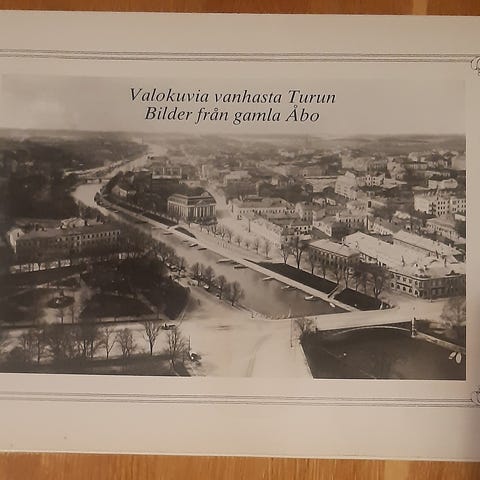 Valokuvia vanhasta Turun
Bilder från gamla Åbo